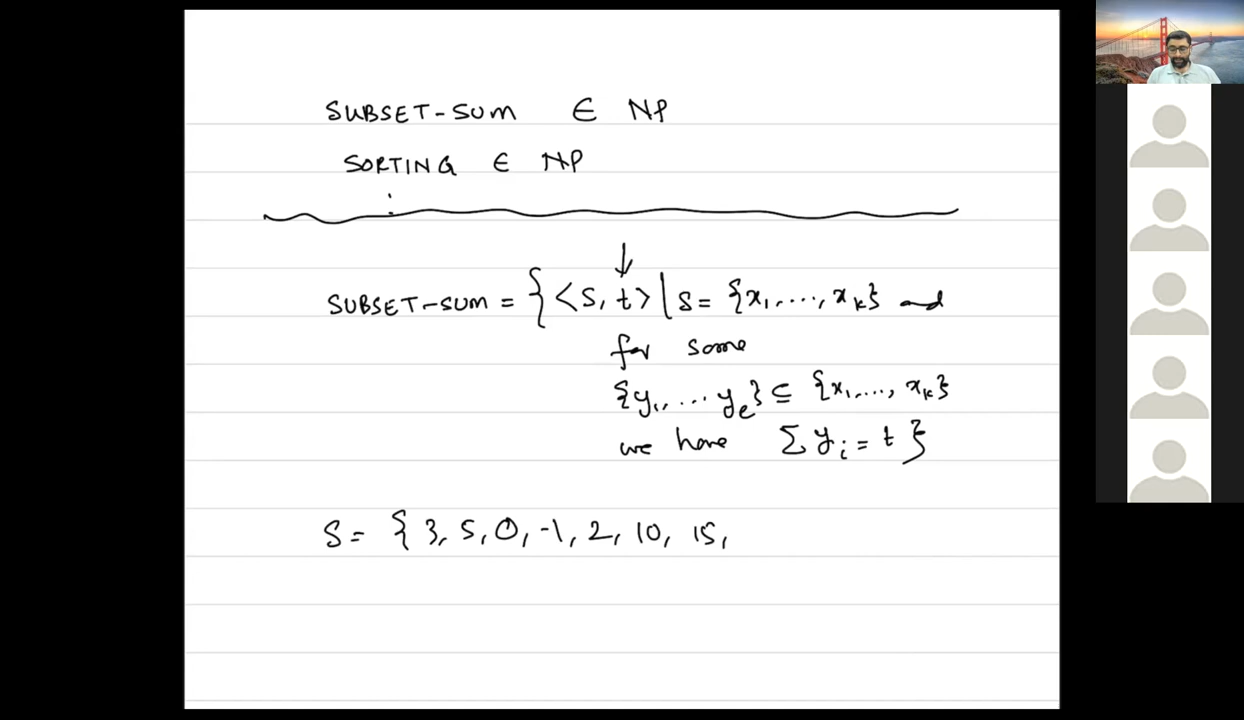 SUBSET-SUM ∈ NP
SORTING ∈ NP
:
↓
SUBSET-SUM = {<S, t> | S = {x₁, ..., xₖ} and
for some
{y₁, ... yₑ} ⊆ {x₁, ..., xₖ}
we have Σ yᵢ = t }
S = { 3, 5, 0, -1, 2, 10, 15,